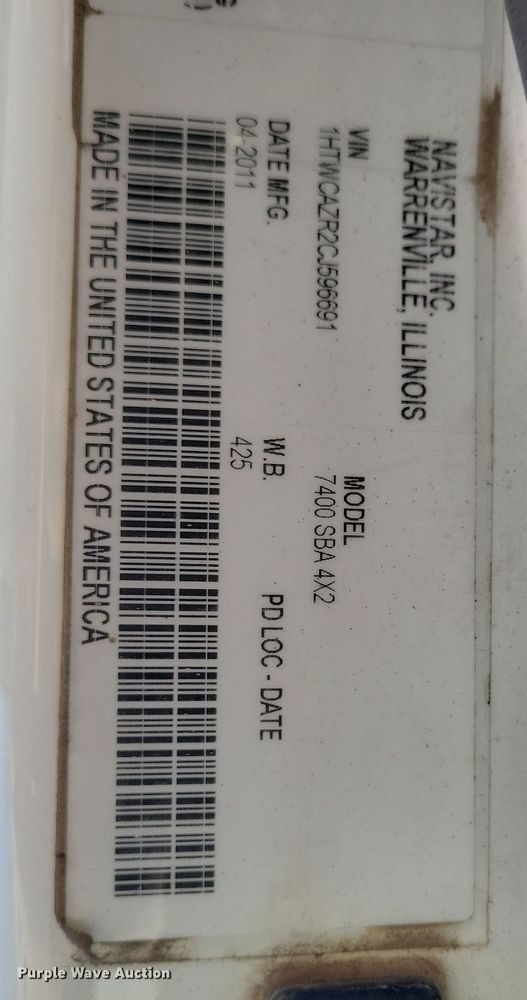 NAVISTAR, INC.
WARRENVILLE, ILLINOIS
VIN MODEL
1HTWCAZR2CJ596691 7400 SBA 4X2
DATE MFG. W.B. PD LOC - DATE
04-2011 425
MADE IN THE UNITED STATES OF AMERICA
Purple Wave Auction